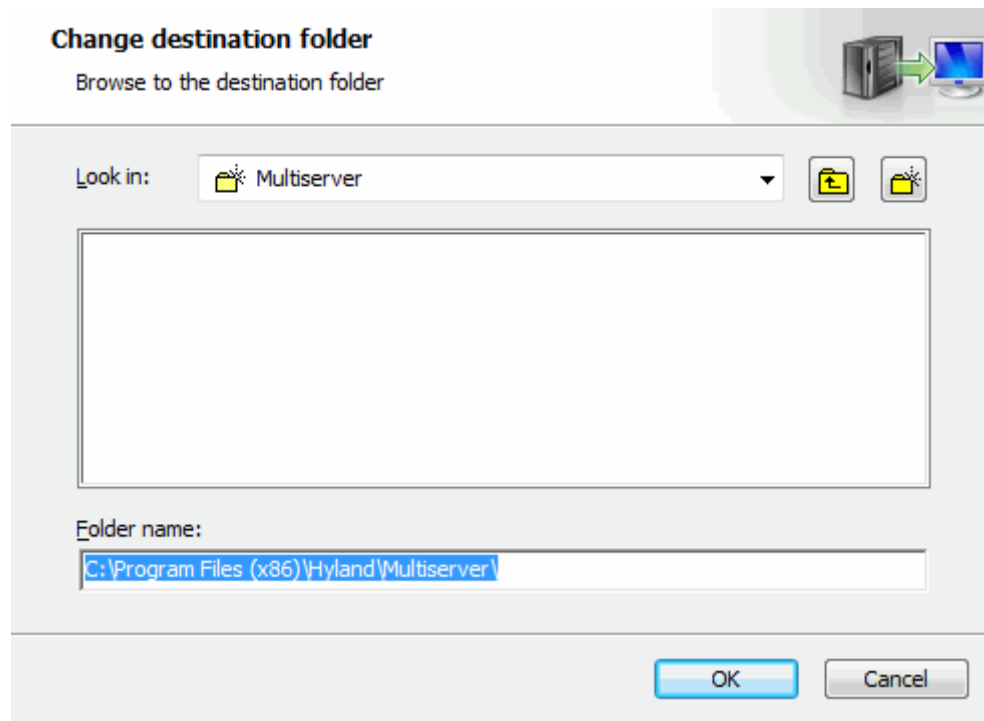 Change destination folder
Browse to the destination folder
Look in:
Multiserver
Folder name:
C:\Program Files (x86)\Hyland\Multiserver\
OK
Cancel